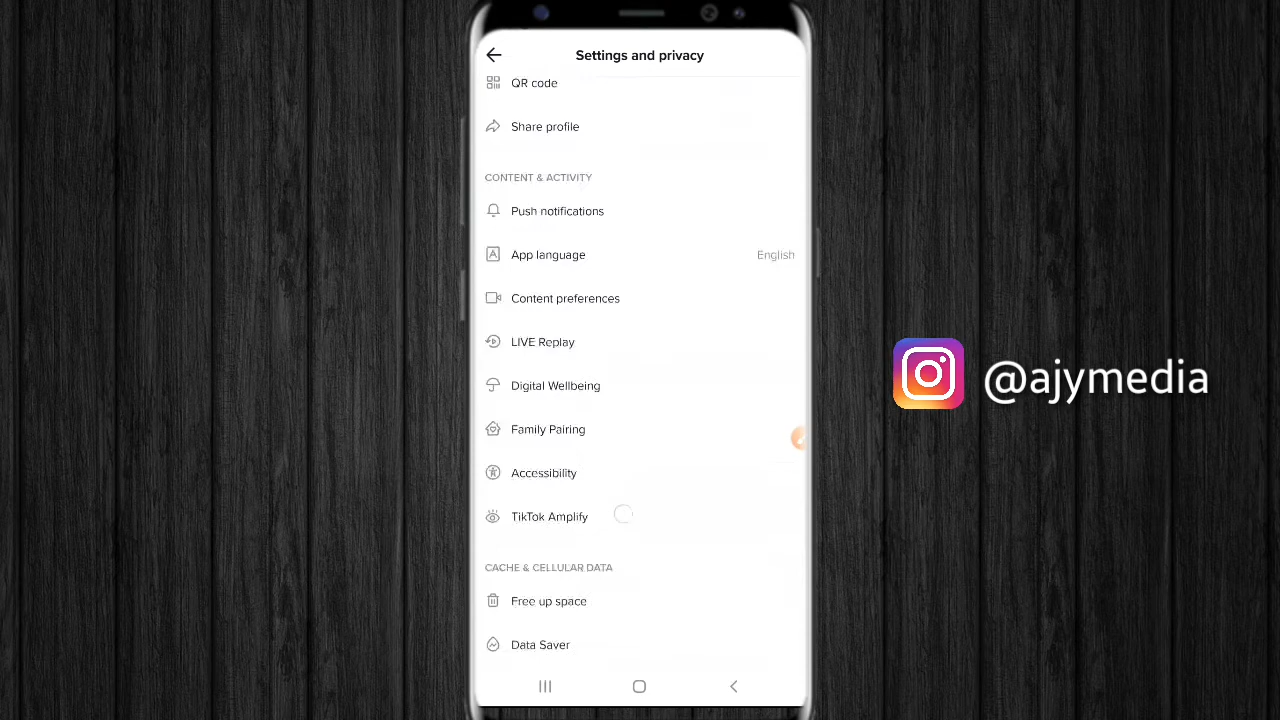 Settings and privacy
QR code
Share profile
CONTENT & ACTIVITY
Push notifications
App language English
Content preferences
LIVE Replay
Digital Wellbeing
Family Pairing
Accessibility
TikTok Amplify
CACHE & CELLULAR DATA
Free up space
Data Saver
@ajymedia